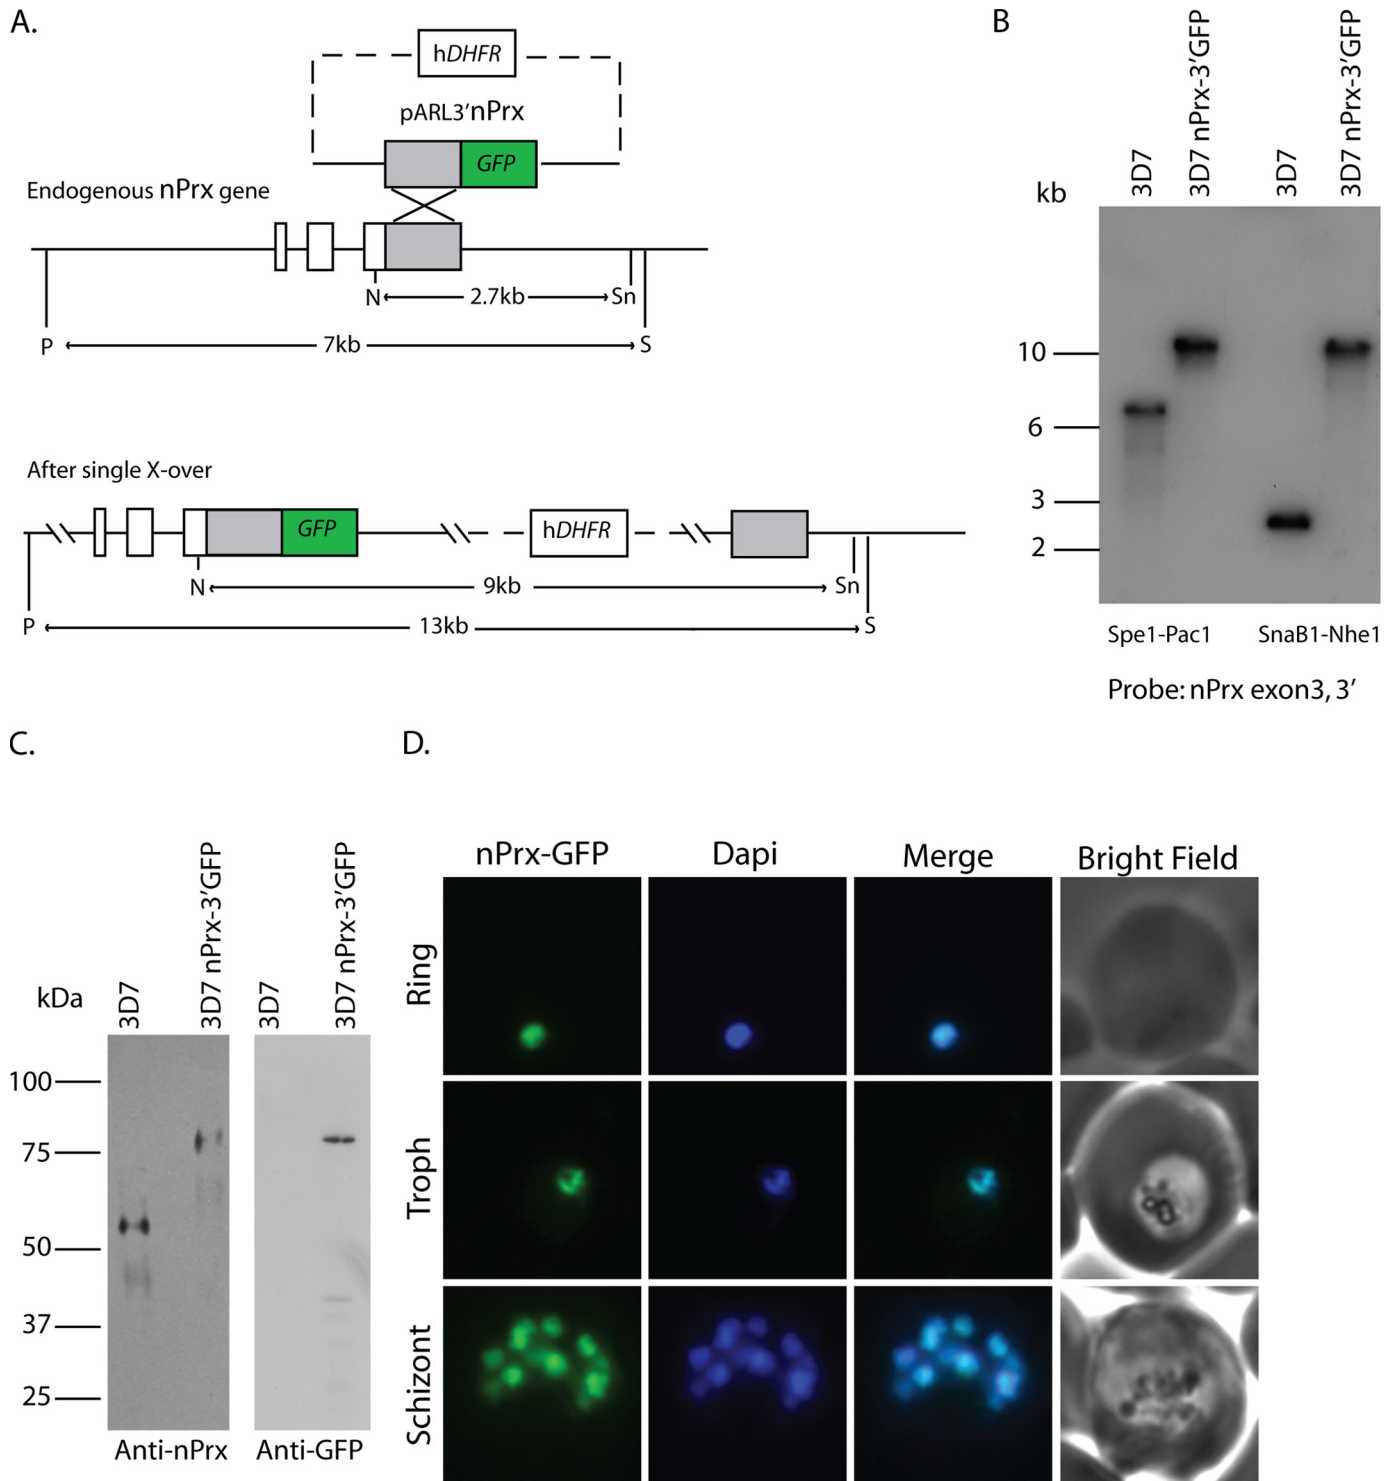 A.
hDHFR
pARL3'nPrx
GFP
Endogenous nPrx gene
N 2.7kb Sn
P 7kb S
After single X-over
GFP
hDHFR
N 9kb Sn
P 13kb S
B
3D7
3D7 nPrx-3'GFP
3D7
3D7 nPrx-3'GFP
kb
10
6
3
2
Spe1-Pac1 SnaB1-Nhe1
Probe: nPrx exon3, 3'
C.
3D7
3D7 nPrx-3'GFP
3D7
3D7 nPrx-3'GFP
kDa
100
75
50
37
25
Anti-nPrx Anti-GFP
D.
nPrx-GFP Dapi Merge Bright Field
Ring
Troph
Schizont